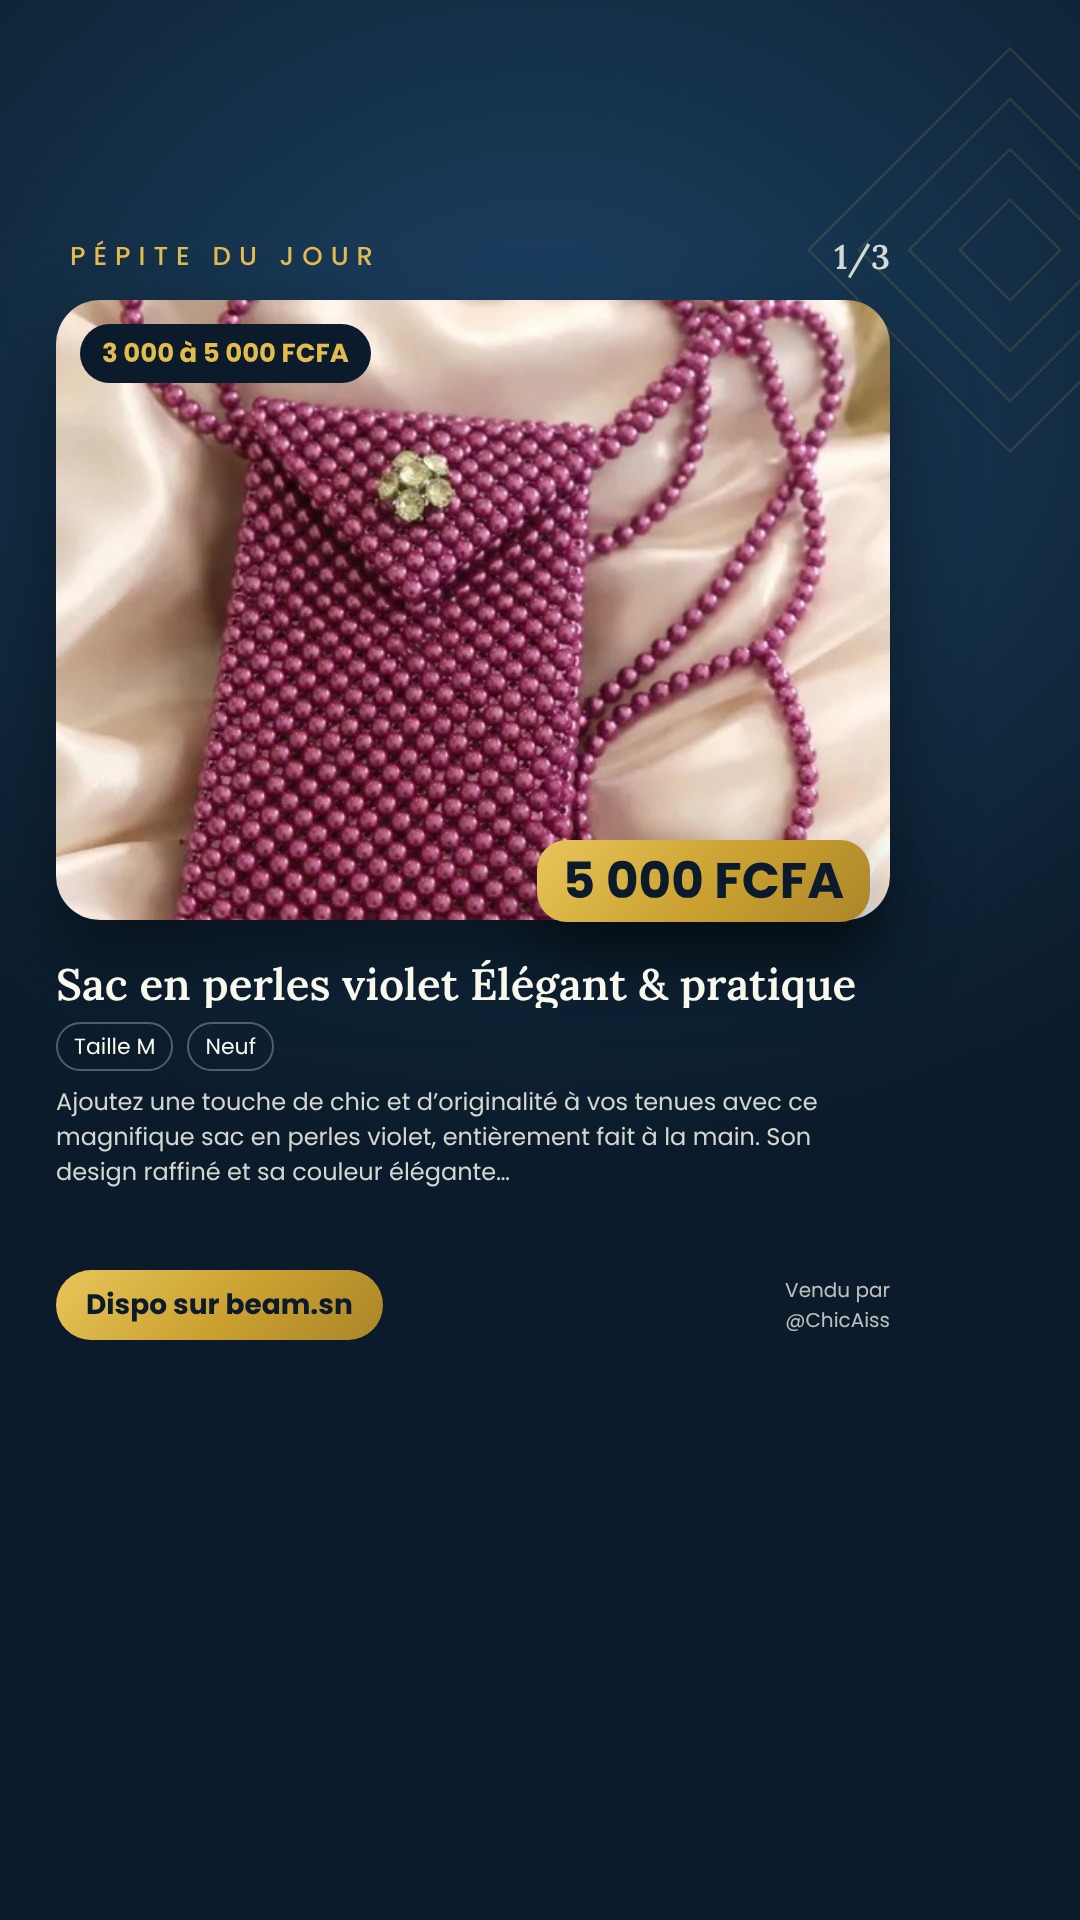 PÉPITE DU JOUR
1/3
3 000 à 5 000 FCFA
5 000 FCFA
Sac en perles violet Élégant & pratique
Taille M
Neuf
Ajoutez une touche de chic et d’originalité à vos tenues avec ce
magnifique sac en perles violet, entièrement fait à la main. Son
design raffiné et sa couleur élégante…
Dispo sur beam.sn
Vendu par
@ChicAiss